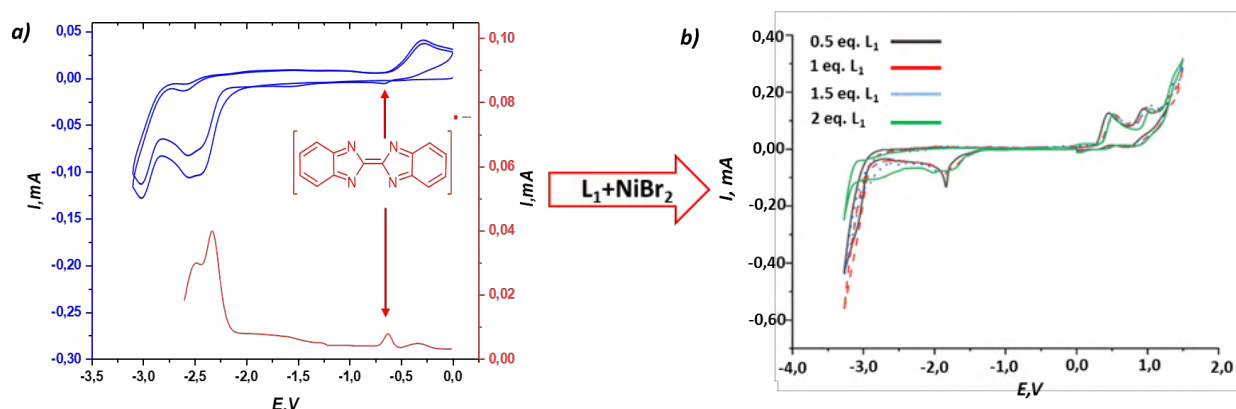 a)
0,05
0,00
-0,05
-0,10
-0,15
-0,20
-0,25
-0,30
I,mA
-3,5 -3,0 -2,5 -2,0 -1,5 -1,0 -0,5 0,0
E,V
0,10
0,08
0,06
0,04
0,02
0,00
I,mA
N N
N N
• −
L₁+NiBr₂
b)
0,40
0,20
0,00
-0,20
-0,40
-0,60
I, mA
0.5 eq. L₁
1 eq. L₁
1.5 eq. L₁
2 eq. L₁
-4,0 -3,0 -2,0 -1,0 0,0 1,0 2,0
E,V